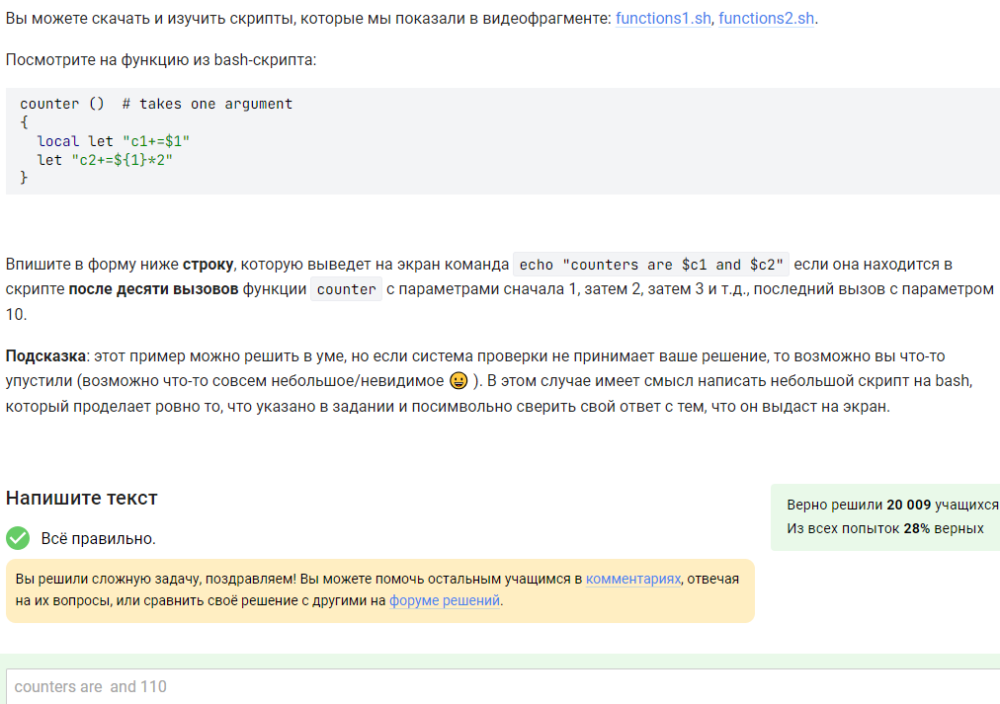 Вы можете скачать и изучить скрипты, которые мы показали в видеофрагменте: functions1.sh, functions2.sh.
Посмотрите на функцию из bash-скрипта:
counter ()  # takes one argument
{
  local let "c1+=$1"
  let "c2+=${1}*2"
}
Впишите в форму ниже строку, которую выведет на экран команда echo "counters are $c1 and $c2" если она находится в
скрипте после десяти вызовов функции counter с параметрами сначала 1, затем 2, затем 3 и т.д., последний вызов с параметром
10.
Подсказка: этот пример можно решить в уме, но если система проверки не принимает ваше решение, то возможно вы что-то
упустили (возможно что-то совсем небольшое/невидимое 😀 ). В этом случае имеет смысл написать небольшой скрипт на bash,
который проделает ровно то, что указано в задании и посимвольно сверить свой ответ с тем, что он выдаст на экран.
Напишите текст
Верно решили 20 009 учащихся
Из всех попыток 28% верных
Всё правильно.
Вы решили сложную задачу, поздравляем! Вы можете помочь остальным учащимся в комментариях, отвечая
на их вопросы, или сравнить своё решение с другими на форуме решений.
counters are  and 110